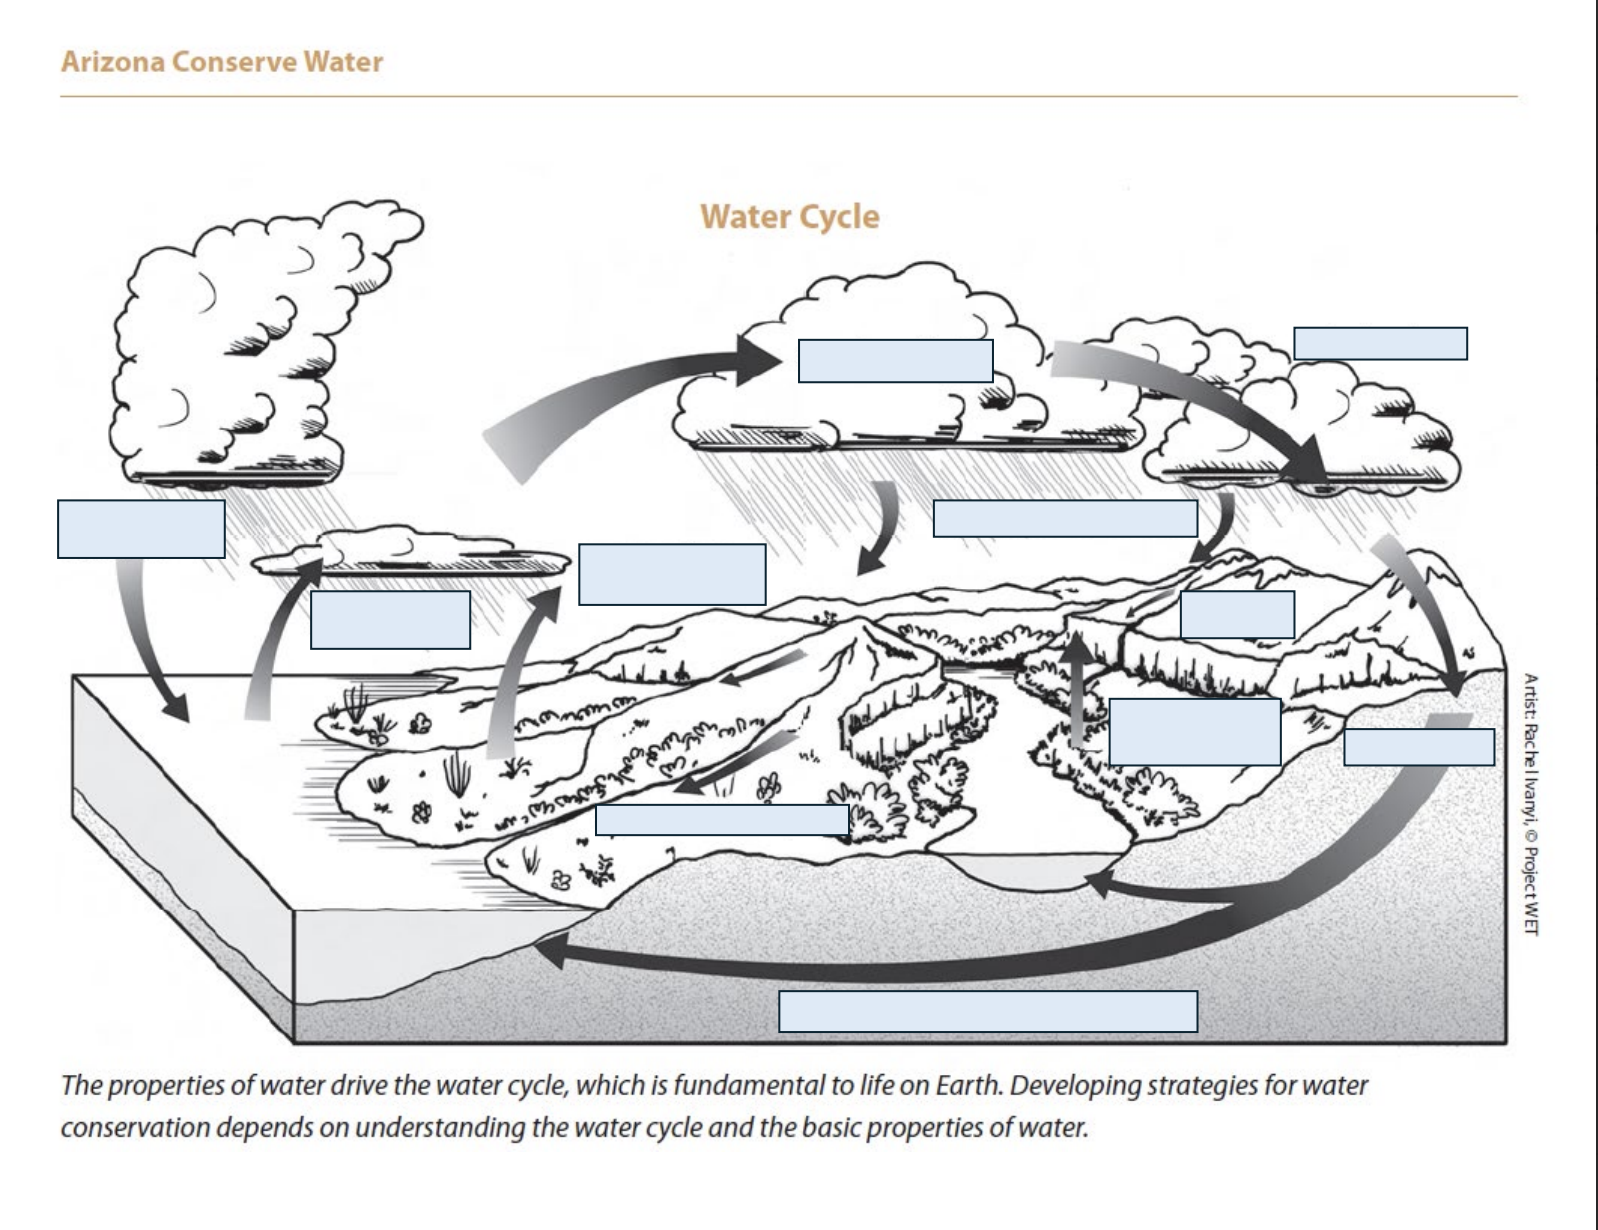 Arizona Conserve Water
Water Cycle
Artist: Rachel Ivanyi, © Project WET
The properties of water drive the water cycle, which is fundamental to life on Earth. Developing strategies for water
conservation depends on understanding the water cycle and the basic properties of water.